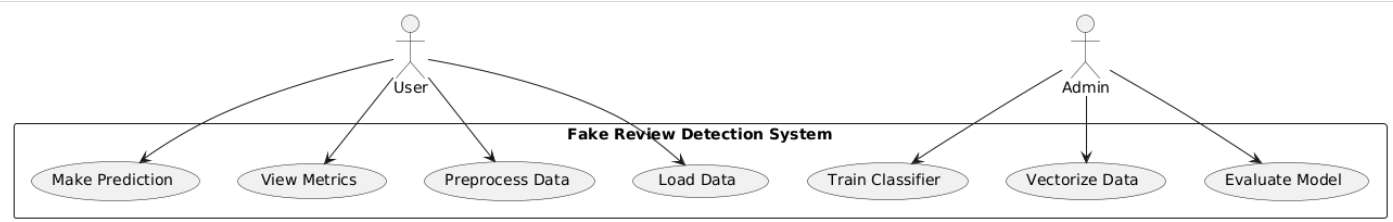 User
Admin
Fake Review Detection System
Make Prediction
View Metrics
Preprocess Data
Load Data
Train Classifier
Vectorize Data
Evaluate Model